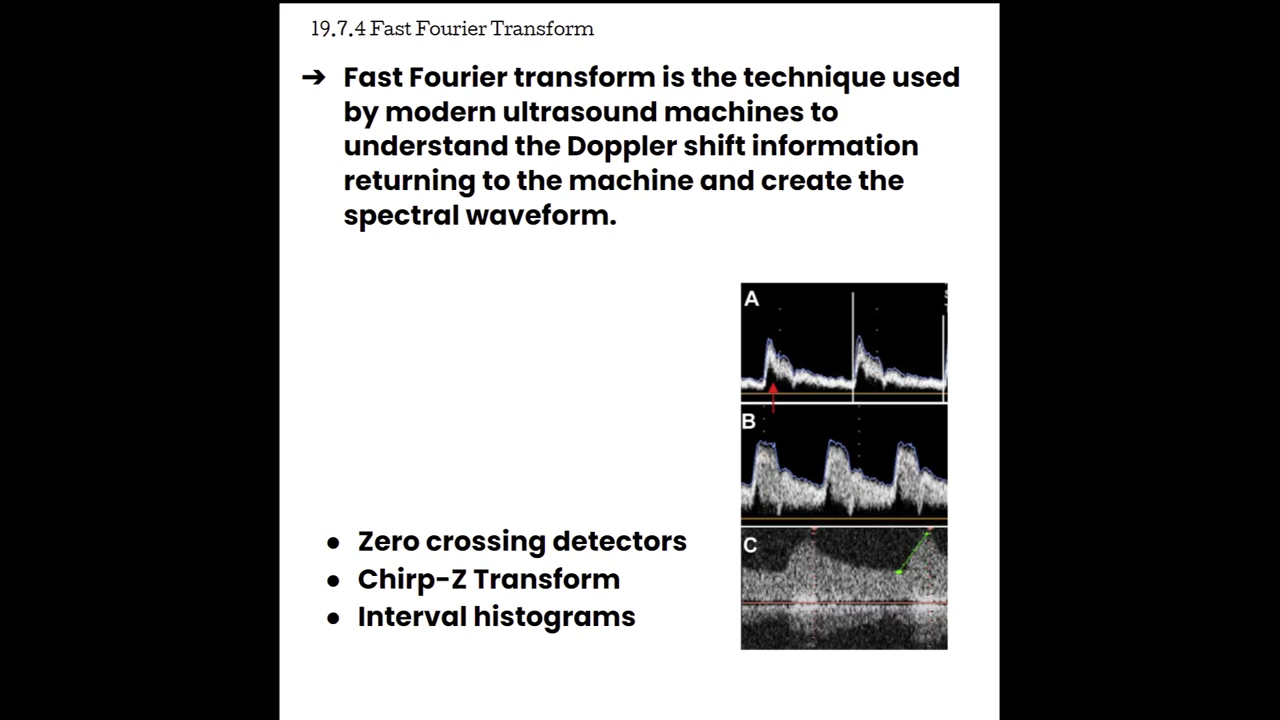 19.7.4 Fast Fourier Transform
➔ Fast Fourier transform is the technique used
by modern ultrasound machines to
understand the Doppler shift information
returning to the machine and create the
spectral waveform.
A
B
● Zero crossing detectors
C
● Chirp-Z Transform
● Interval histograms